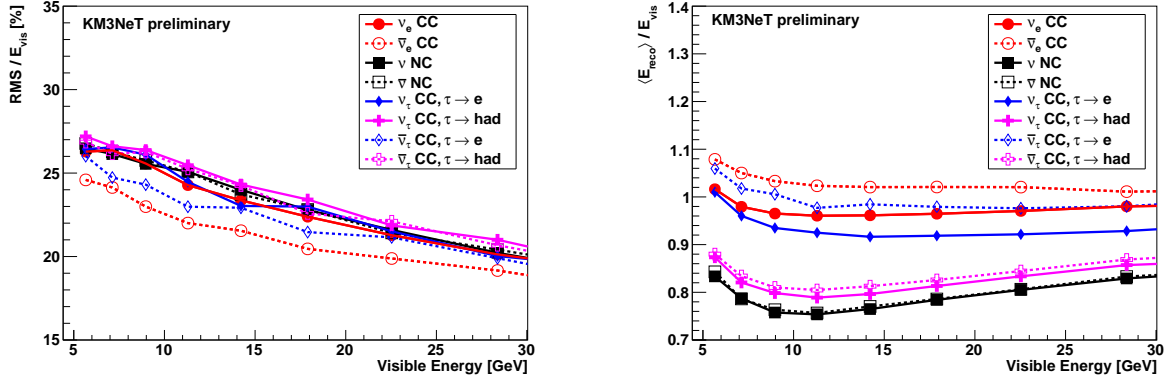 KM3NeT preliminary
RMS / E_vis [%]
35
30
25
20
15
5 10 15 20 25 30
Visible Energy [GeV]
ν_e CC
ν̅_e CC
ν NC
ν̅ NC
ν_τ CC, τ → e
ν_τ CC, τ → had
ν̅_τ CC, τ → e
ν̅_τ CC, τ → had
KM3NeT preliminary
⟨E_reco⟩ / E_vis
1.4
1.3
1.2
1.1
1.0
0.9
0.8
0.7
5 10 15 20 25 30
Visible Energy [GeV]
ν_e CC
ν̅_e CC
ν NC
ν̅ NC
ν_τ CC, τ → e
ν_τ CC, τ → had
ν̅_τ CC, τ → e
ν̅_τ CC, τ → had